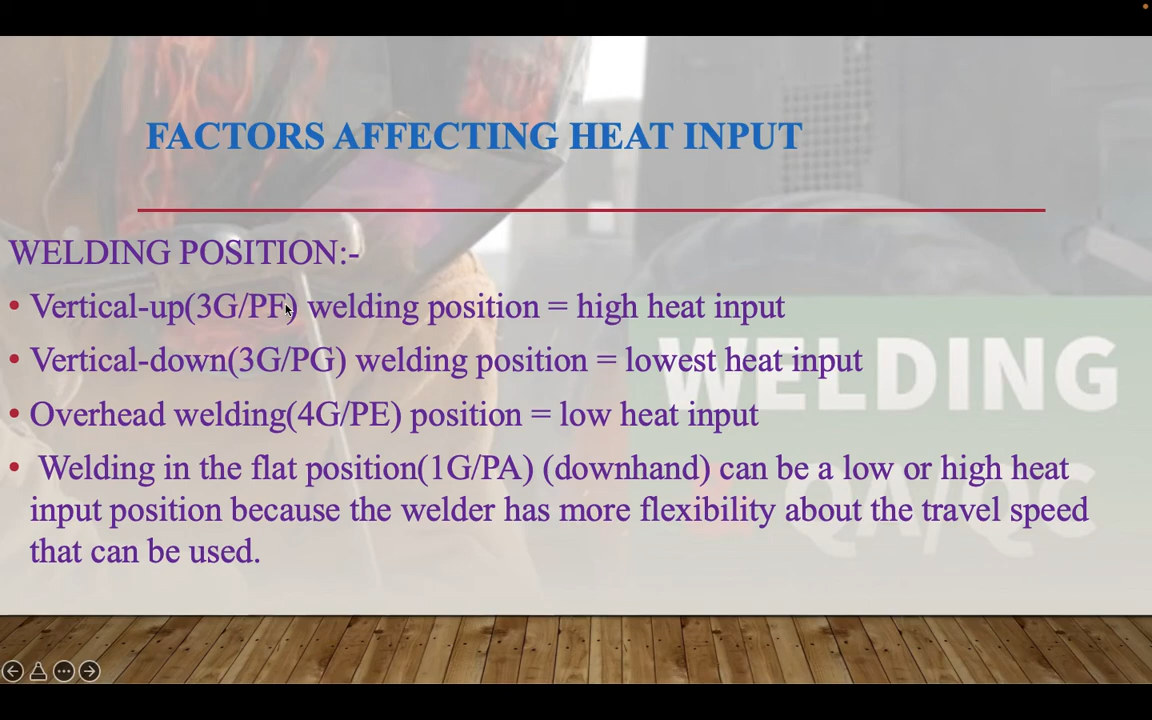 FACTORS AFFECTING HEAT INPUT
WELDING POSITION:-
• Vertical-up(3G/PF) welding position = high heat input
• Vertical-down(3G/PG) welding position = lowest heat input
• Overhead welding(4G/PE) position = low heat input
• Welding in the flat position(1G/PA) (downhand) can be a low or high heat
input position because the welder has more flexibility about the travel speed
that can be used.
WELDING
QA/QC